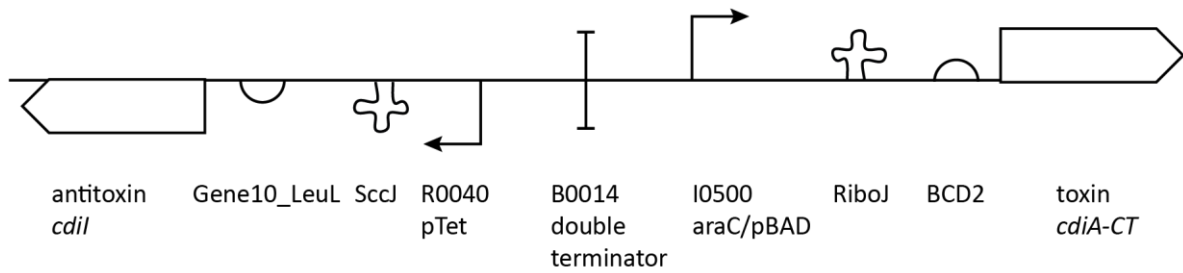 antitoxin Gene10_LeuL SccJ R0040 B0014 I0500 RiboJ BCD2 toxin
cdiI pTet double araC/pBAD cdiA-CT
terminator